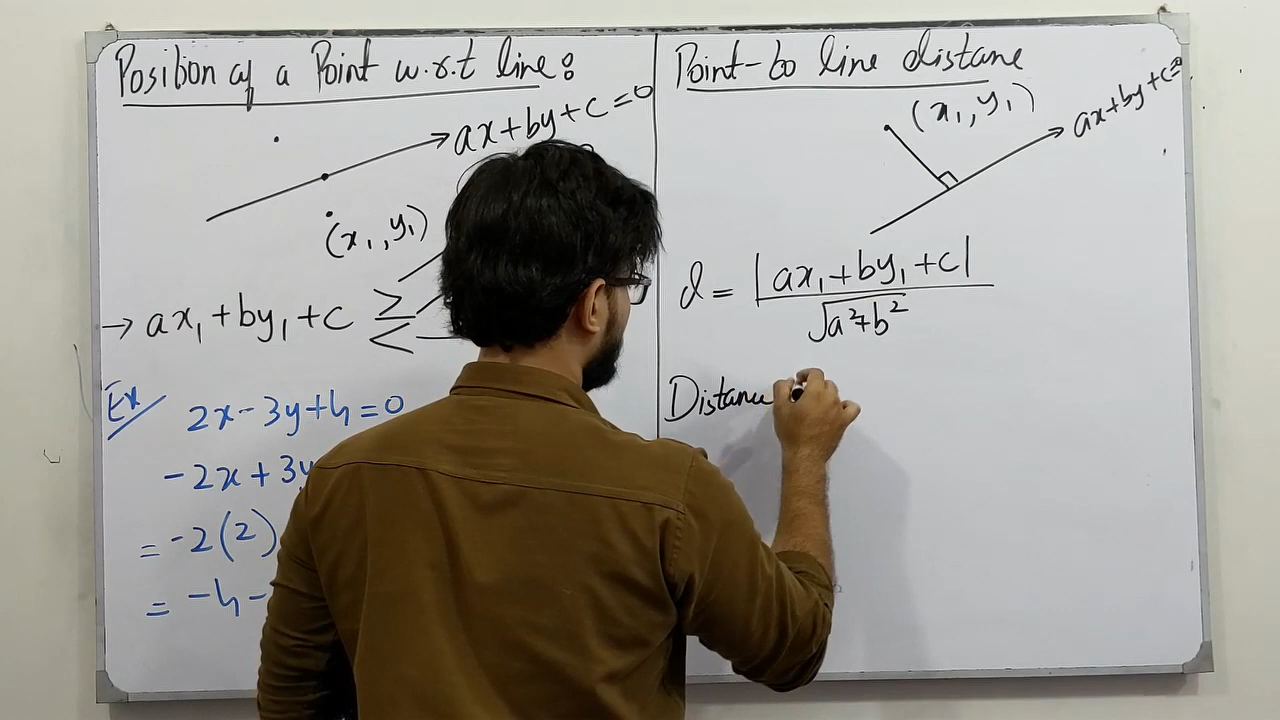 Position of a Point w.r.t line:
ax+by+c=0
(x₁,y₁)
→ ax₁+by₁+c ≥
<
Ex
2x-3y+4=0
-2x+3y
=-2(2)
=-4-
Point-to line distane
(x₁,y₁)
ax+by+c=0
d = |ax₁+by₁+c|
√a²+b²
Distance